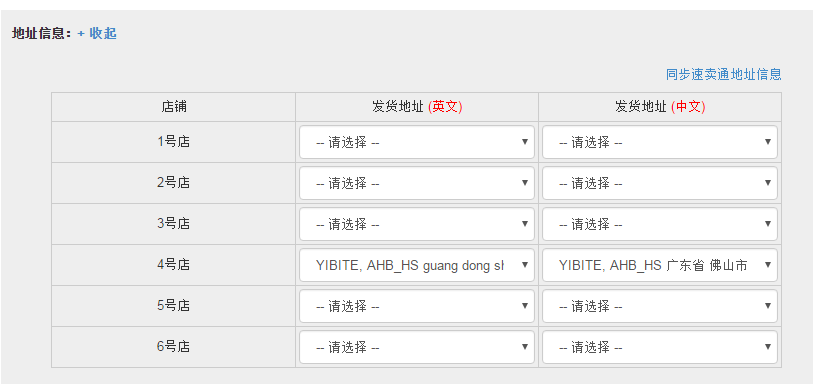 地址信息：+ 收起
同步速卖通地址信息
店铺 发货地址 (英文) 发货地址 (中文)
1号店 -- 请选择 -- -- 请选择 --
2号店 -- 请选择 -- -- 请选择 --
3号店 -- 请选择 -- -- 请选择 --
4号店 YIBITE, AHB_HS guang dong sh YIBITE, AHB_HS 广东省 佛山市
5号店 -- 请选择 -- -- 请选择 --
6号店 -- 请选择 -- -- 请选择 --